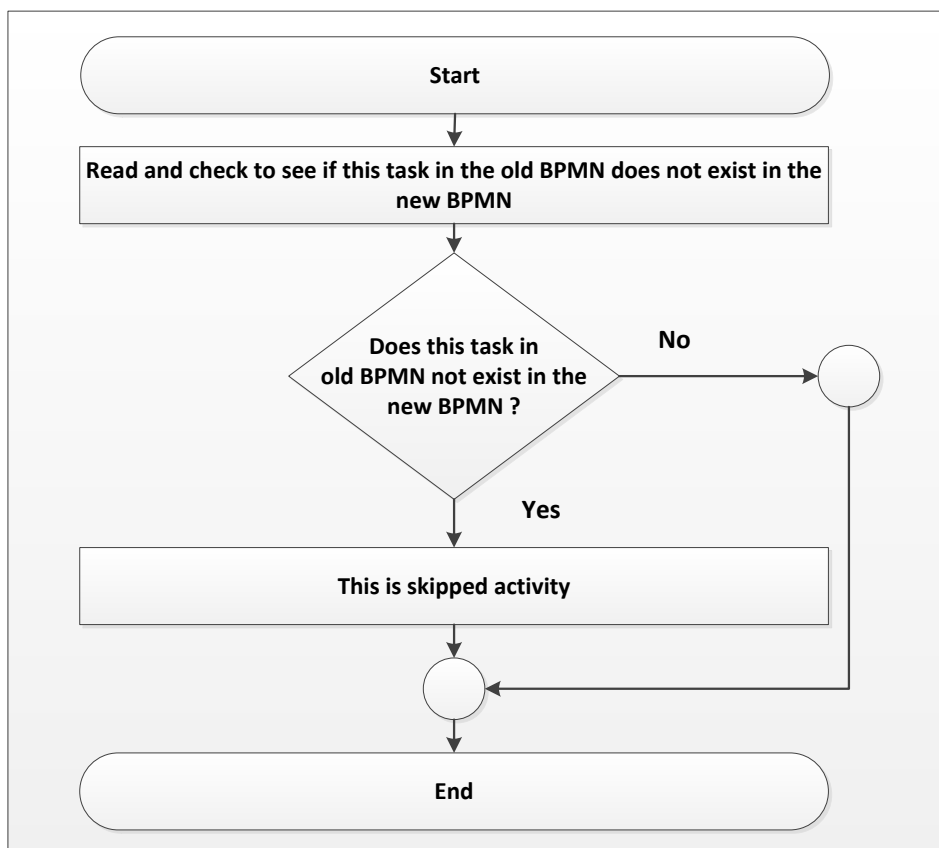 Start
Read and check to see if this task in the old BPMN does not exist in the
new BPMN
Does this task in
old BPMN not exist in the
new BPMN ?
No
Yes
This is skipped activity
End